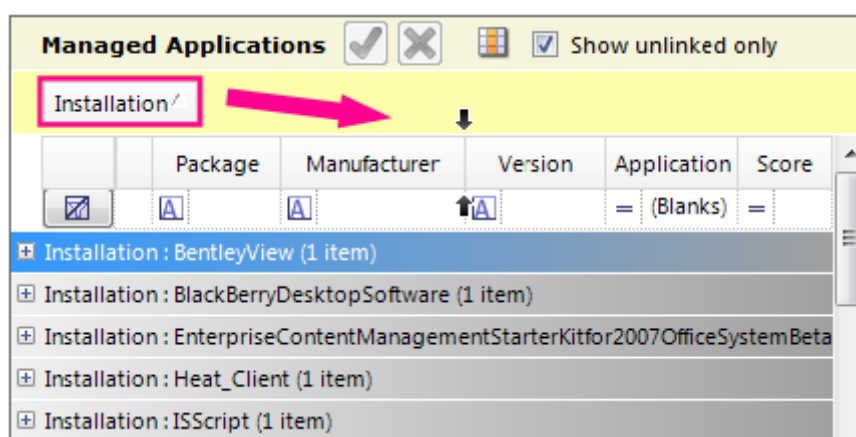 Managed Applications Show unlinked only
Installation
Package Manufacturer Version Application Score
A A A = (Blanks) =
Installation : BentleyView (1 item)
Installation : BlackBerryDesktopSoftware (1 item)
Installation : EnterpriseContentManagementStarterKitfor2007OfficeSystemBeta
Installation : Heat_Client (1 item)
Installation : ISScript (1 item)